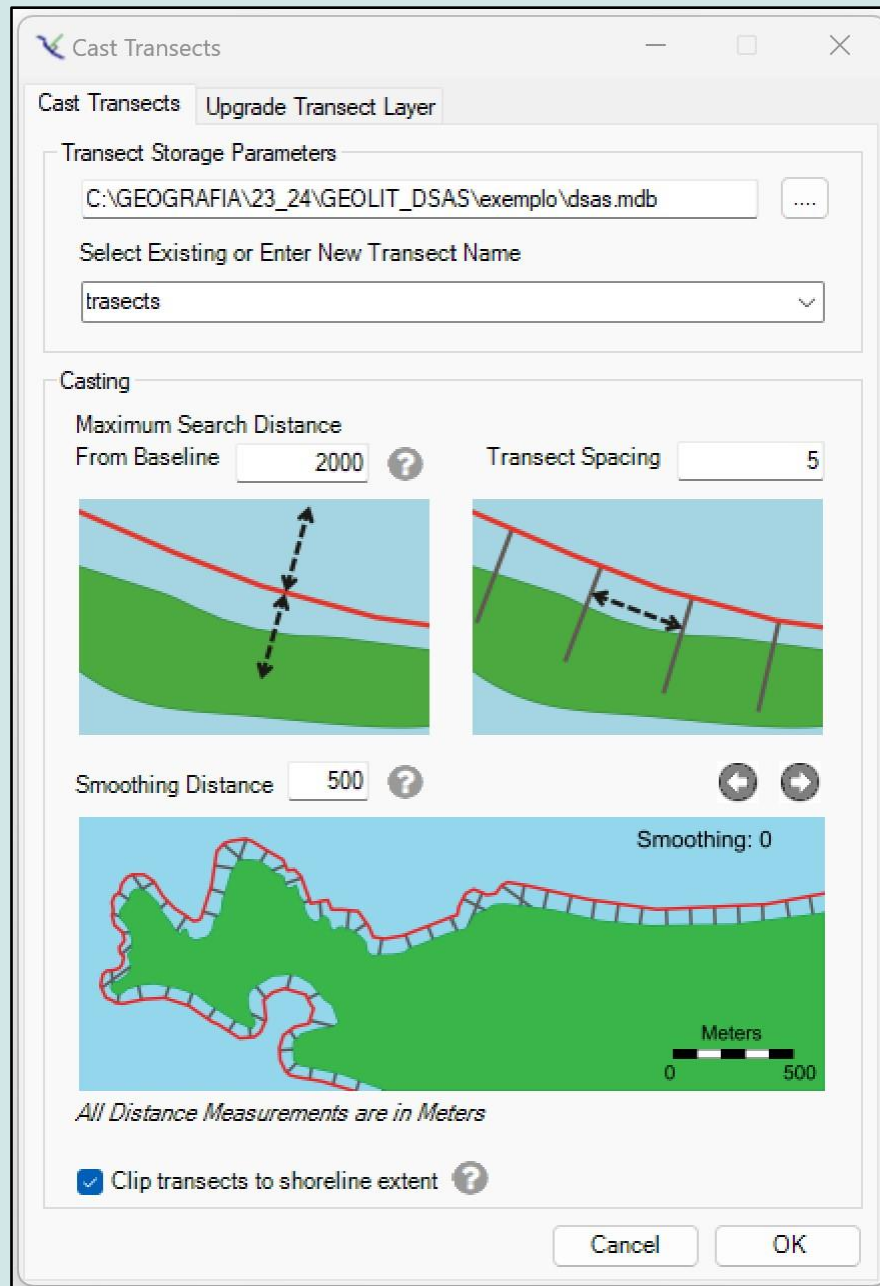 Cast Transects
Cast Transects Upgrade Transect Layer
Transect Storage Parameters
C:\GEOGRAFIA\23_24\GEOLIT_DSAS\exemplo\dsas.mdb ....
Select Existing or Enter New Transect Name
trasects
Casting
Maximum Search Distance
From Baseline 2000 ? Transect Spacing 5
Smoothing Distance 500 ?
Smoothing: 0
Meters
0 500
All Distance Measurements are in Meters
Clip transects to shoreline extent ?
Cancel OK